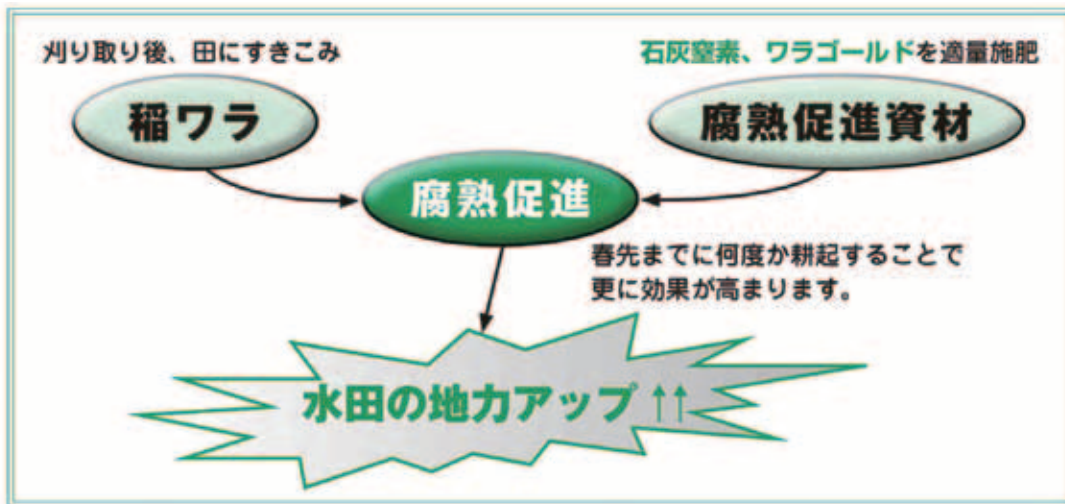 刈り取り後、田にすきこみ
石灰窒素、ワラゴールドを適量施肥
稲ワラ
腐熟促進資材
腐熟促進
春先までに何度か耕起することで
更に効果が高まります。
水田の地力アップ↑↑